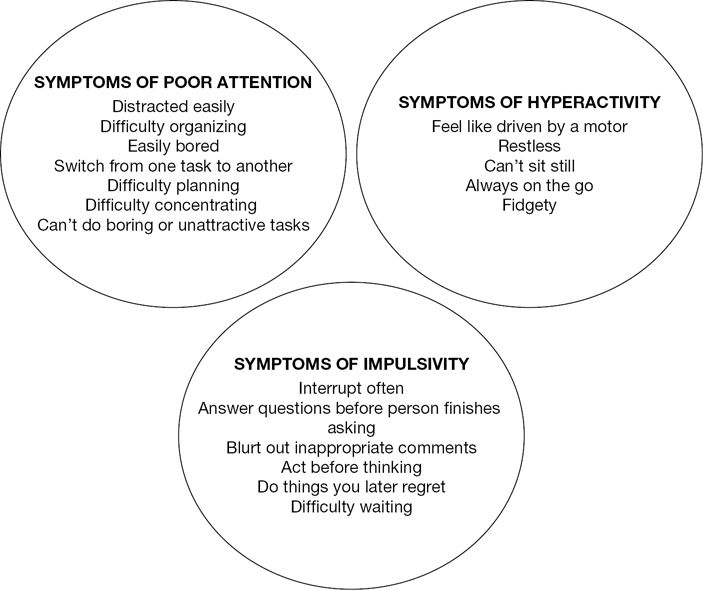 SYMPTOMS OF POOR ATTENTION
Distracted easily
Difficulty organizing
Easily bored
Switch from one task to another
Difficulty planning
Difficulty concentrating
Can’t do boring or unattractive tasks
SYMPTOMS OF HYPERACTIVITY
Feel like driven by a motor
Restless
Can’t sit still
Always on the go
Fidgety
SYMPTOMS OF IMPULSIVITY
Interrupt often
Answer questions before person finishes
asking
Blurt out inappropriate comments
Act before thinking
Do things you later regret
Difficulty waiting